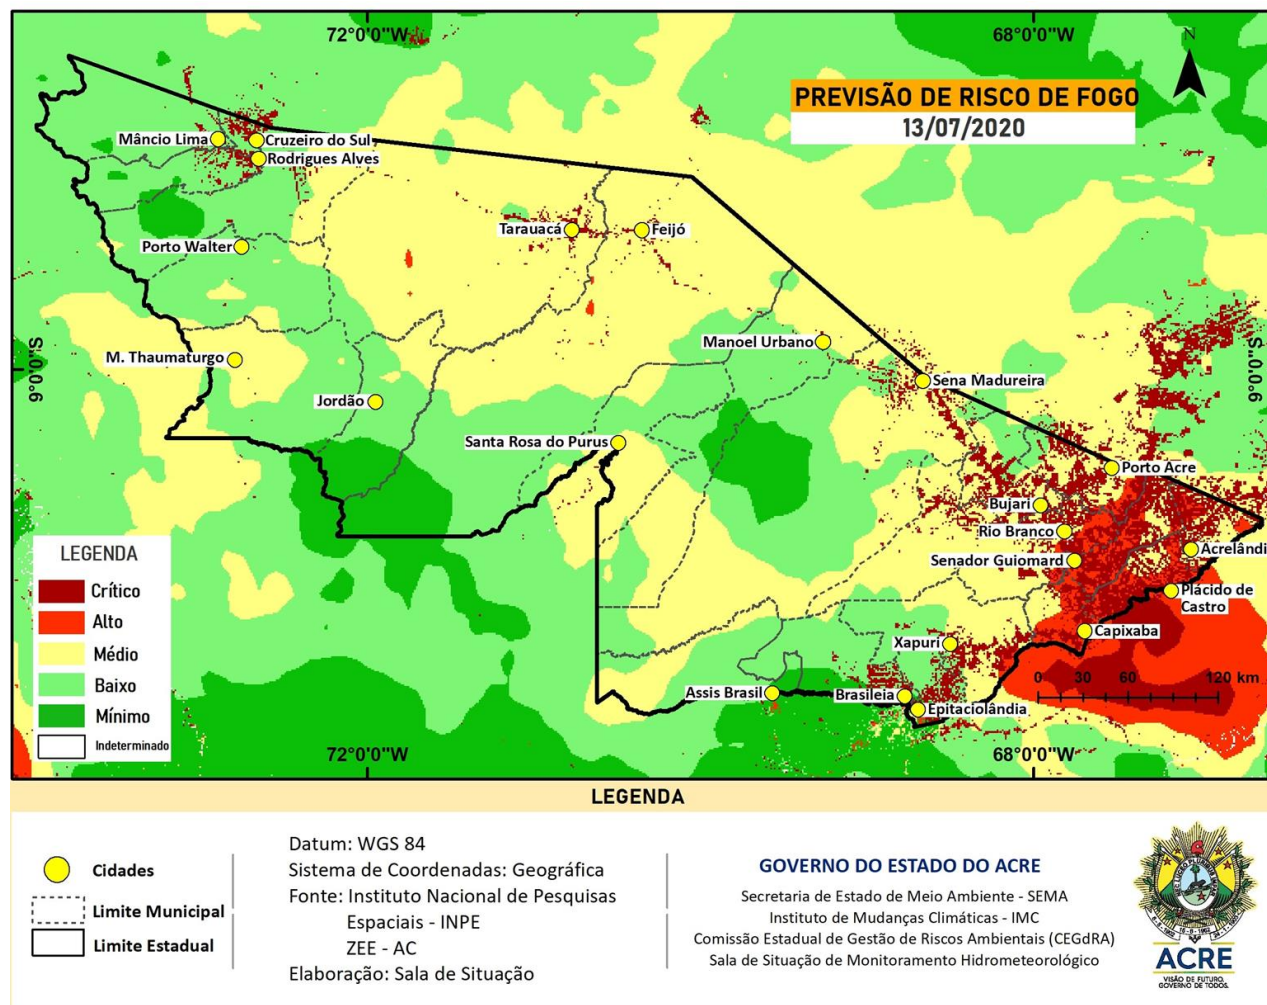 72°0'0"W
68°0'0"W
N
PREVISÃO DE RISCO DE FOGO
13/07/2020
Mâncio Lima
Cruzeiro do Sul
Rodrigues Alves
Porto Walter
Tarauacá
Feijó
9°0'0"S
9°0'0"S
M. Thaumaturgo
Jordão
Manoel Urbano
Sena Madureira
Santa Rosa do Purus
Porto Acre
Bujari
Rio Branco
Acrelândi
Senador Guiomard
Plácido de
Castro
Capixaba
Xapuri
Assis Brasil
Brasileia
Epitaciolândia
0 30 60 120 km
LEGENDA
Crítico
Alto
Médio
Baixo
Mínimo
Indeterminado
72°0'0"W
68°0'0"W
LEGENDA
Cidades
Limite Municipal
Limite Estadual
Datum: WGS 84
Sistema de Coordenadas: Geográfica
Fonte: Instituto Nacional de Pesquisas
Espaciais - INPE
ZEE - AC
Elaboração: Sala de Situação
GOVERNO DO ESTADO DO ACRE
Secretaria de Estado de Meio Ambiente - SEMA
Instituto de Mudanças Climáticas - IMC
Comissão Estadual de Gestão de Riscos Ambientais (CEGdRA)
Sala de Situação de Monitoramento Hidrometeorológico
ACRE
VISÃO DE FUTURO.
GOVERNO DE TODOS.